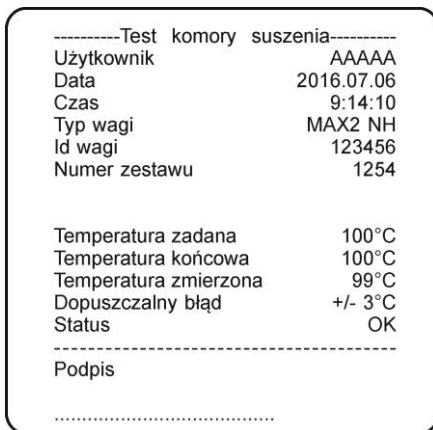 ----------Test komory suszenia----------
Użytkownik AAAAA
Data 2016.07.06
Czas 9:14:10
Typ wagi MAX2 NH
Id wagi 123456
Numer zestawu 1254
Temperatura zadana 100°C
Temperatura końcowa 100°C
Temperatura zmierzona 99°C
Dopuszczalny błąd +/- 3°C
Status OK
----------------------------------------
Podpis
........................................